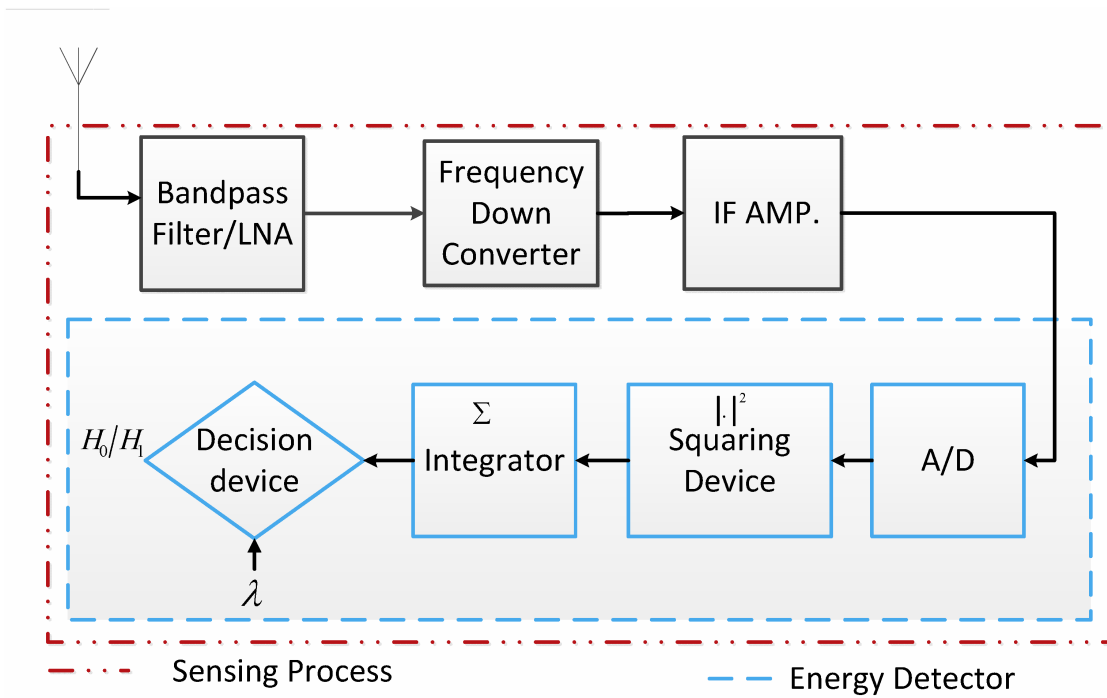 Bandpass
Filter/LNA
Frequency
Down
Converter
IF AMP.
H₀/H₁
Decision
device
Σ
Integrator
|.|²
Squaring
Device
A/D
λ
Sensing Process
Energy Detector